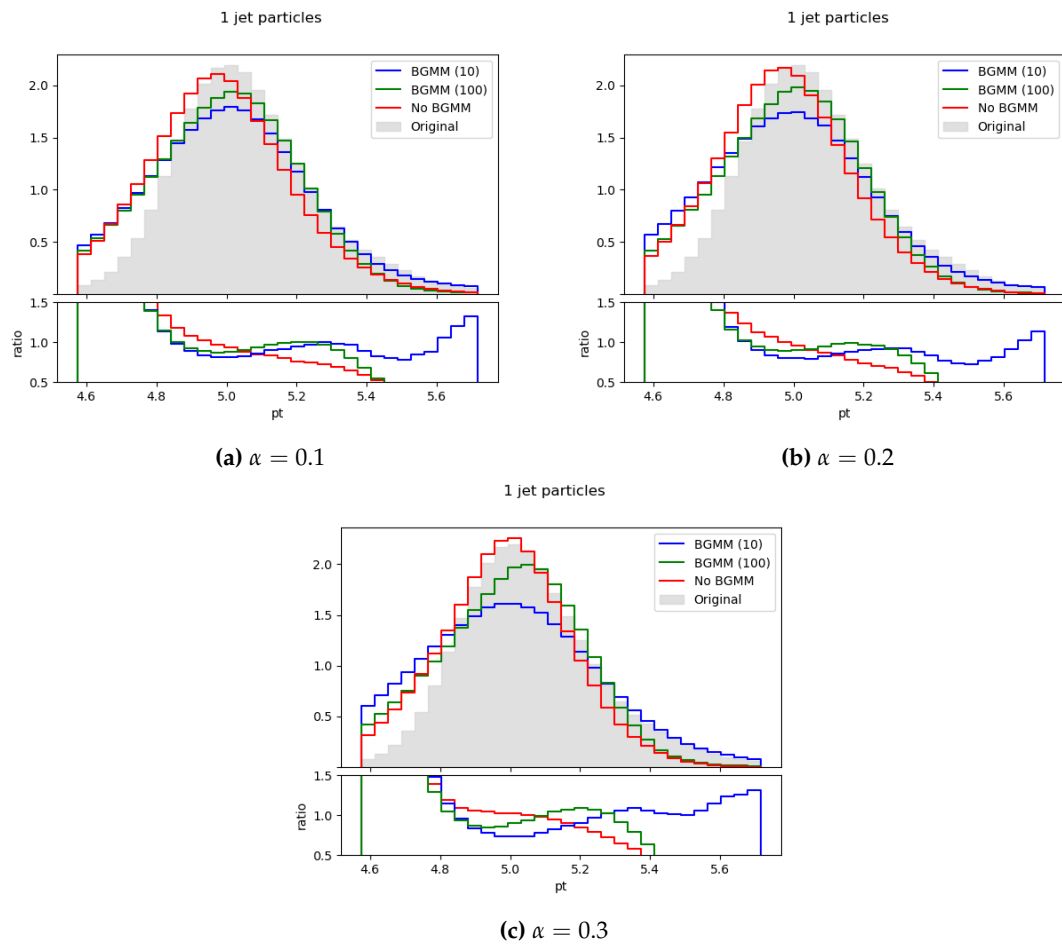 1 jet particles
BGMM (10)
BGMM (100)
No BGMM
Original
2.0
1.5
1.0
0.5
1.5
1.0
0.5
ratio
4.6 4.8 5.0 5.2 5.4 5.6
pt
(a) α = 0.1
1 jet particles
BGMM (10)
BGMM (100)
No BGMM
Original
2.0
1.5
1.0
0.5
1.5
1.0
0.5
ratio
4.6 4.8 5.0 5.2 5.4 5.6
pt
(b) α = 0.2
1 jet particles
BGMM (10)
BGMM (100)
No BGMM
Original
2.0
1.5
1.0
0.5
1.5
1.0
0.5
ratio
4.6 4.8 5.0 5.2 5.4 5.6
pt
(c) α = 0.3